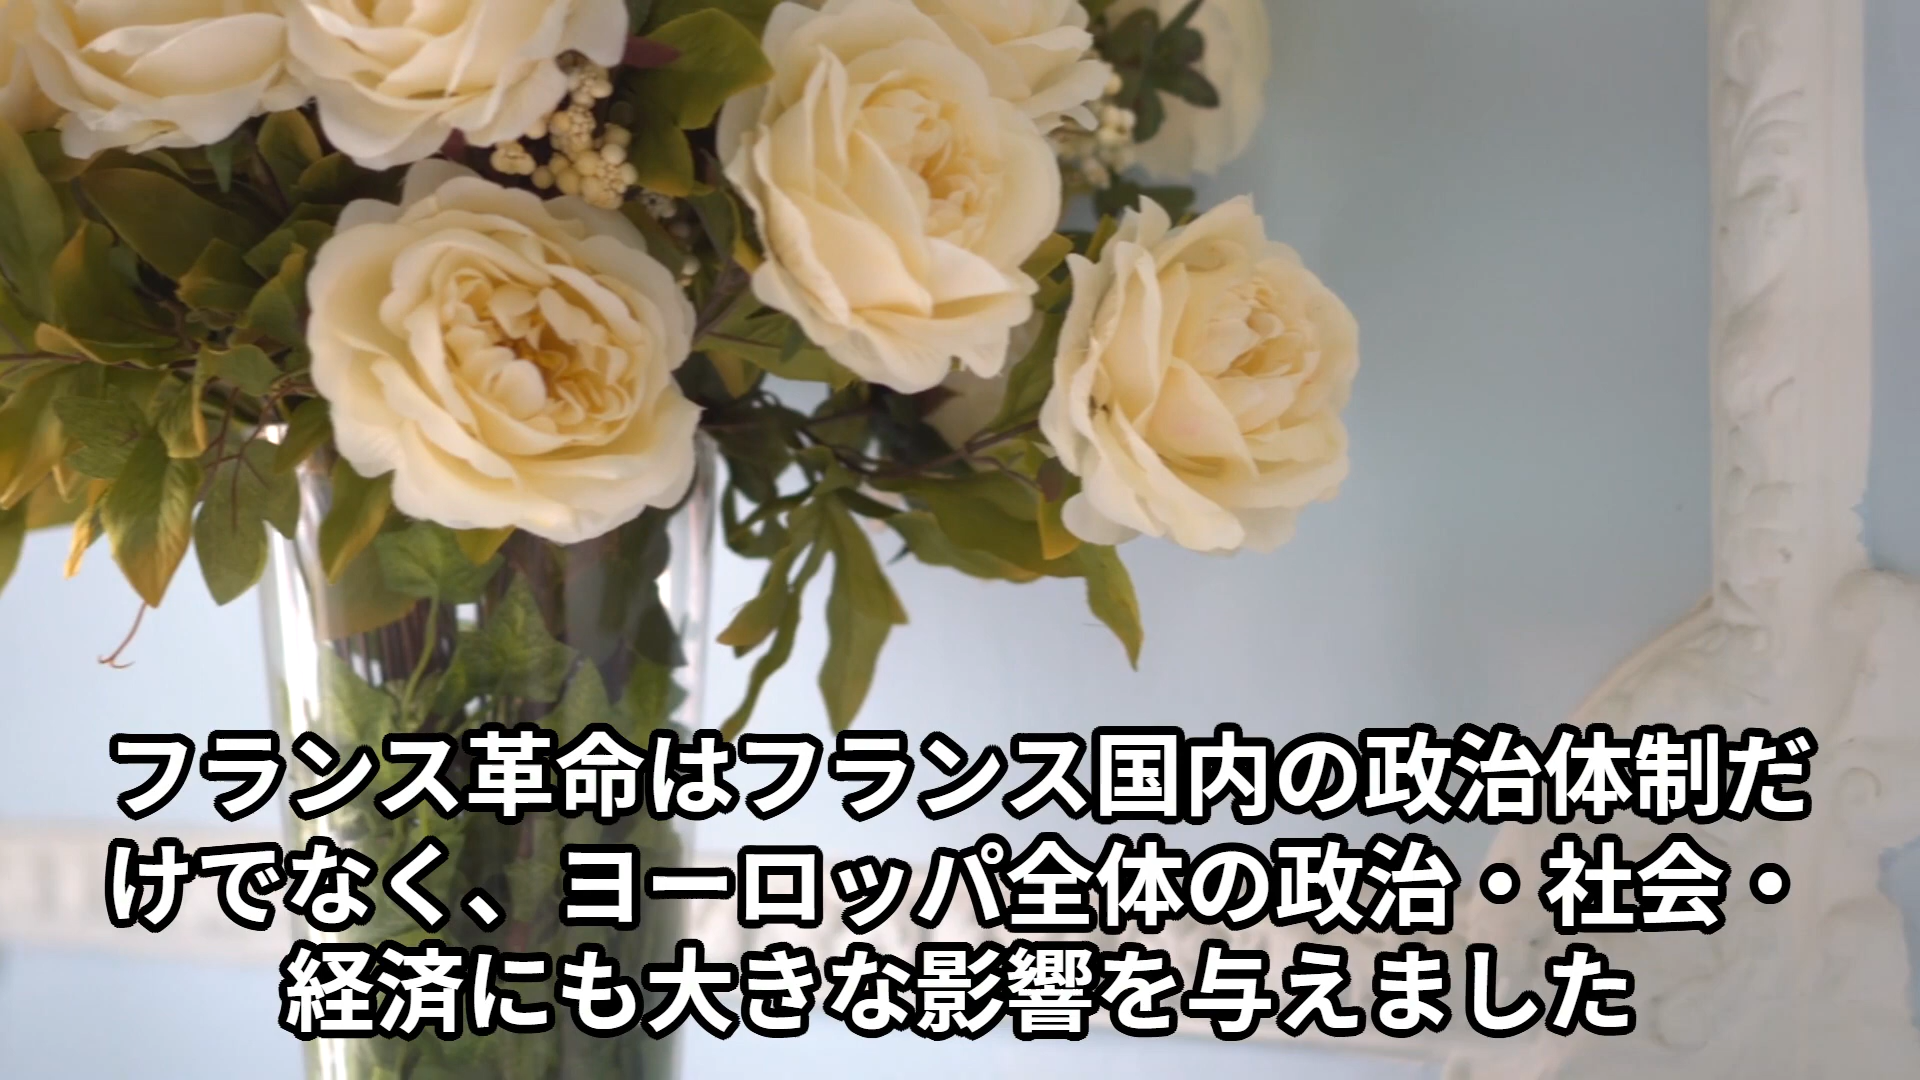 フランス革命はフランス国内の政治体制だ
けでなく、ヨーロッパ全体の政治・社会・
経済にも大きな影響を与えました